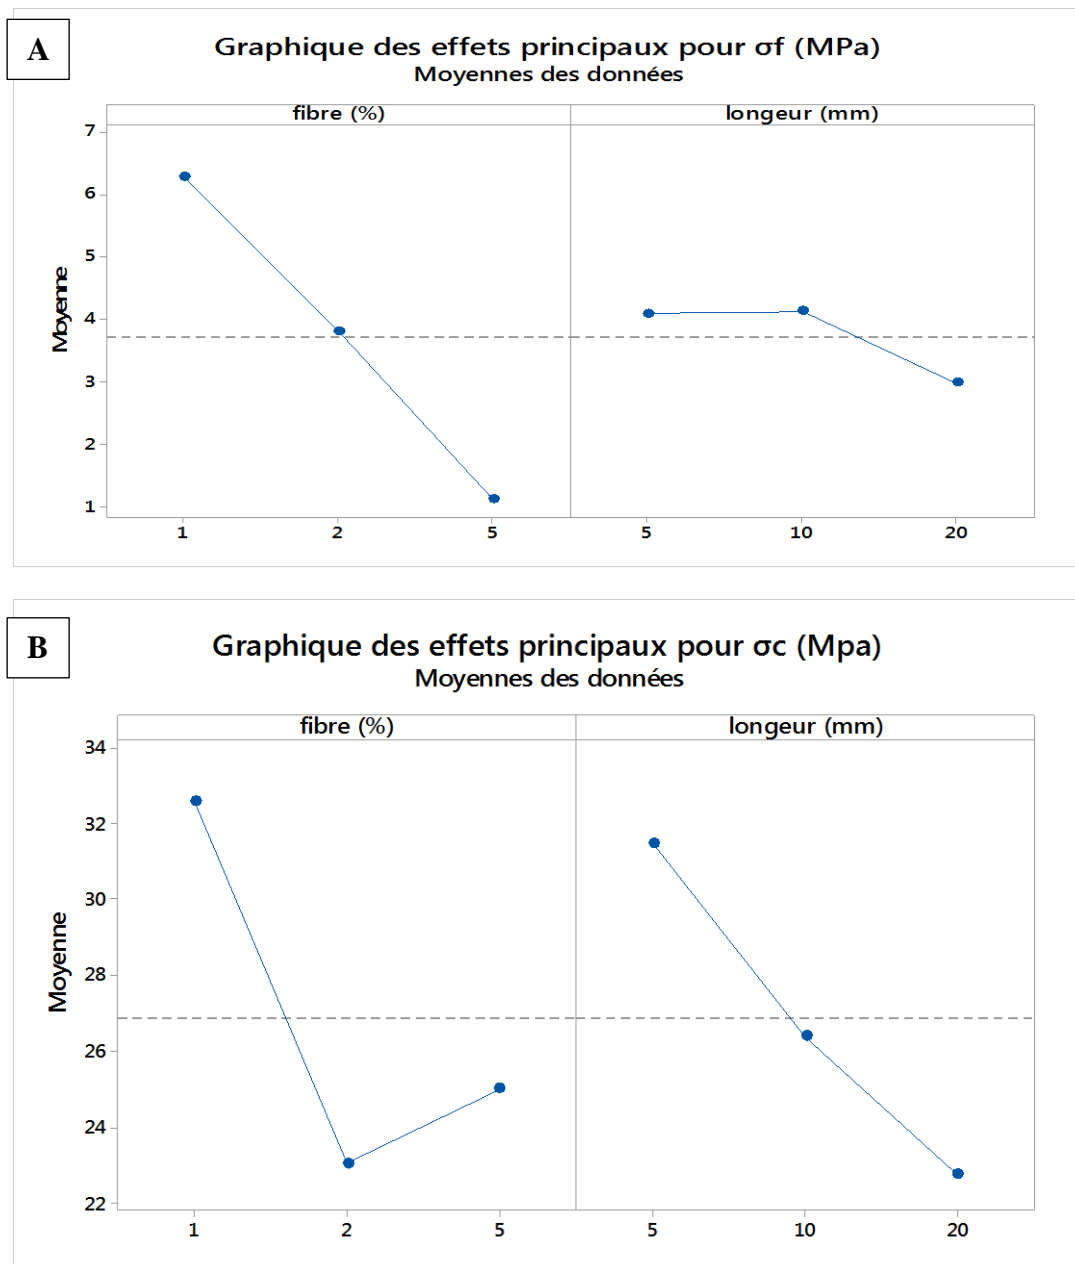 A
Graphique des effets principaux pour σf (MPa)
Moyennes des données
fibre (%)
longeur (mm)
7
6
5
4
3
2
1
Moyenne
1 2 5
5 10 20
B
Graphique des effets principaux pour σc (Mpa)
Moyennes des données
fibre (%)
longeur (mm)
34
32
30
28
26
24
22
Moyenne
1 2 5
5 10 20